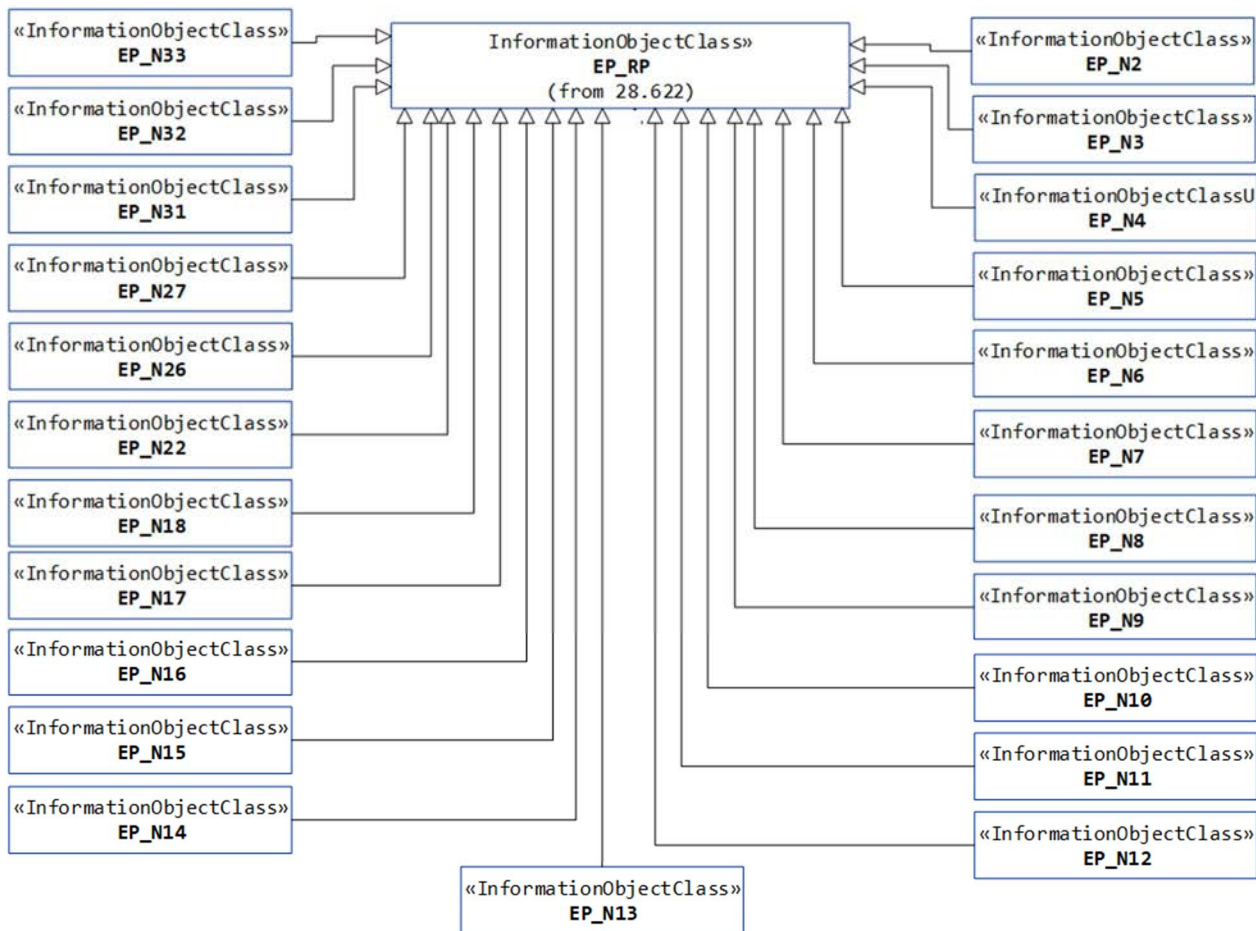 «InformationObjectClass»
EP_N33
«InformationObjectClass»
EP_N32
«InformationObjectClass»
EP_N31
«InformationObjectClass»
EP_N27
«InformationObjectClass»
EP_N26
«InformationObjectClass»
EP_N22
«InformationObjectClass»
EP_N18
«InformationObjectClass»
EP_N17
«InformationObjectClass»
EP_N16
«InformationObjectClass»
EP_N15
«InformationObjectClass»
EP_N14
InformationObjectClass»
EP_RP
(from 28.622)
«InformationObjectClass»
EP_N13
«InformationObjectClass»
EP_N2
«InformationObjectClass»
EP_N3
«InformationObjectClassU
EP_N4
«InformationObjectClass»
EP_N5
«InformationObjectClass»
EP_N6
«InformationObjectClass»
EP_N7
«InformationObjectClass»
EP_N8
«InformationObjectClass»
EP_N9
«InformationObjectClass»
EP_N10
«InformationObjectClass»
EP_N11
«InformationObjectClass»
EP_N12